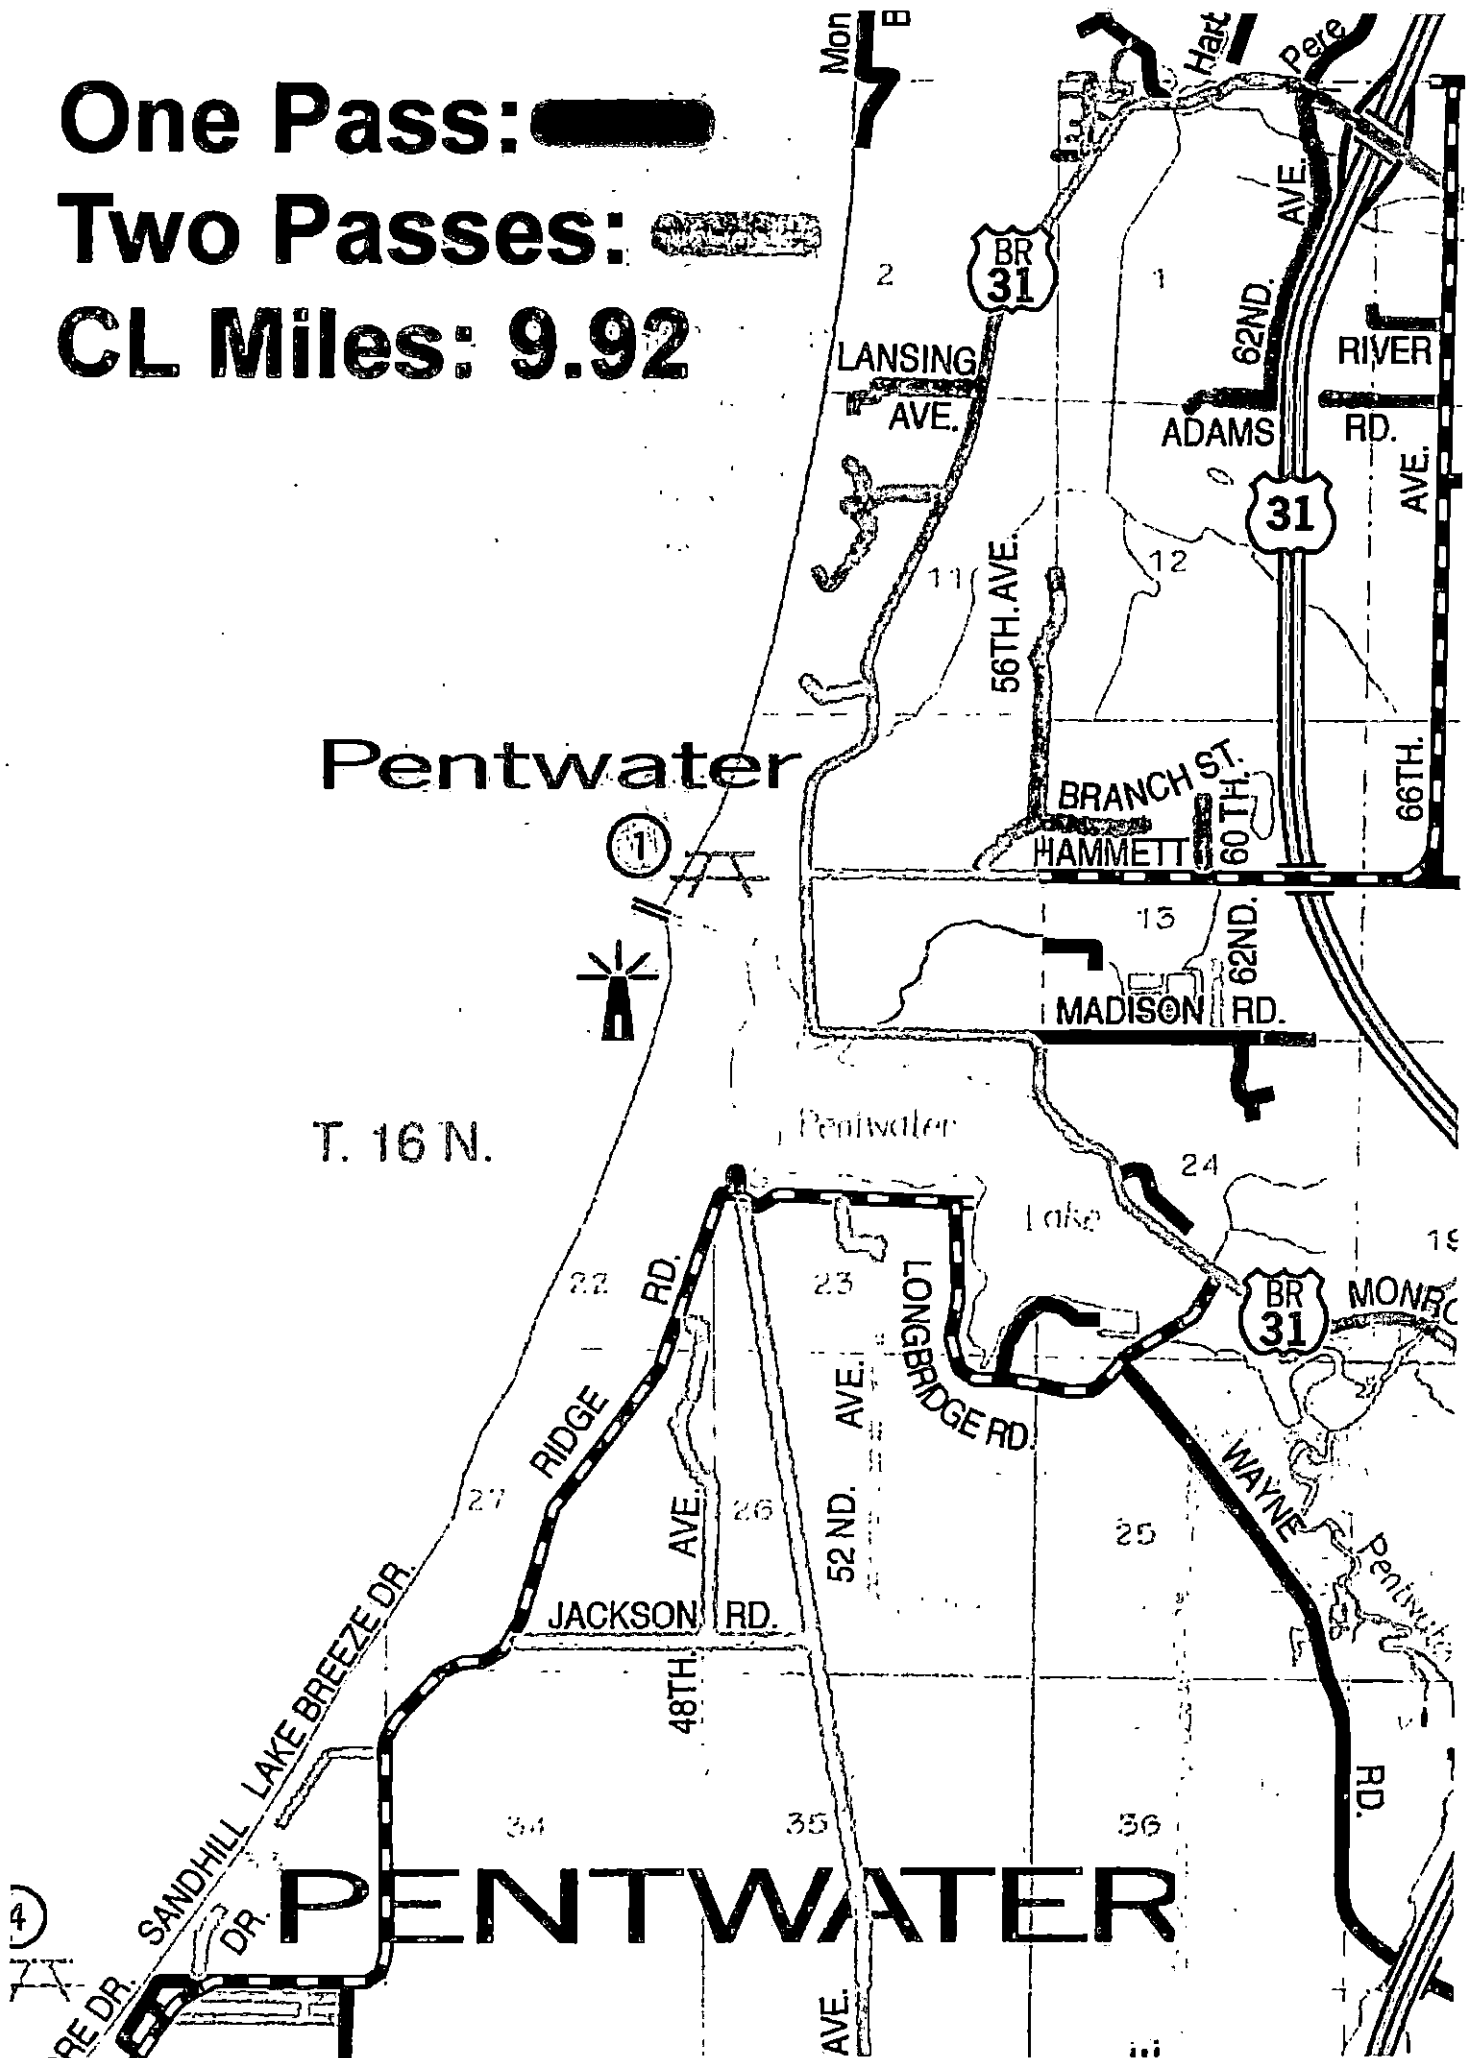 One Pass:
Two Passes:
CL Miles: 9.92
Mon
Hart
Pere
BR
31
2
1
AVE.
62ND.
RIVER
LANSING
AVE.
ADAMS
RD.
31
AVE.
11
12
56TH. AVE.
Pentwater
1
BRANCH ST.
HAMMETT
60 TH.
66TH.
13
62ND.
MADISON RD.
T. 16 N.
Pentwater
Lake
24
22
RD.
23
LONGBRIDGE RD.
BR
31
RIDGE
AVE.
52 ND.
27
AVE.
26
25
WAYNE
JACKSON RD.
48TH.
LAKE BREEZE DR.
34
35
36
RD.
SANDHILL
DR.
PENTWATER
4
AVE.